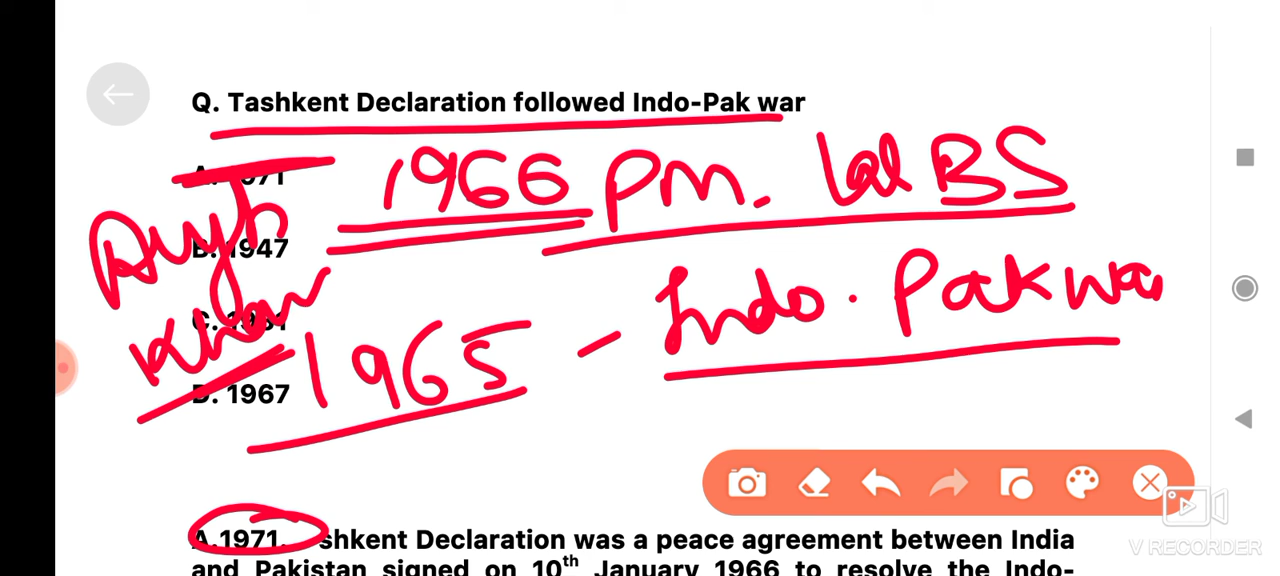 Q. Tashkent Declaration followed Indo-Pak war
A. 1971
1966 PM. Lal BS
Ayub
B. 1947
Indo. Pak war
Khan
1965 -
D. 1967
A.1971. shkent Declaration was a peace agreement between India
and Pakistan signed on 10th January 1966 to resolve the Indo-
V RECORDER